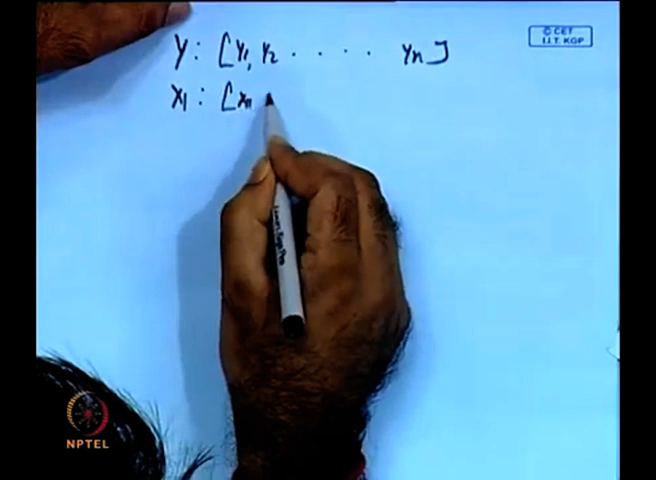 © CET
I.I.T. KGP
Y : [Y1, Y2 . . . . Yn]
X1 : [X11
NPTEL